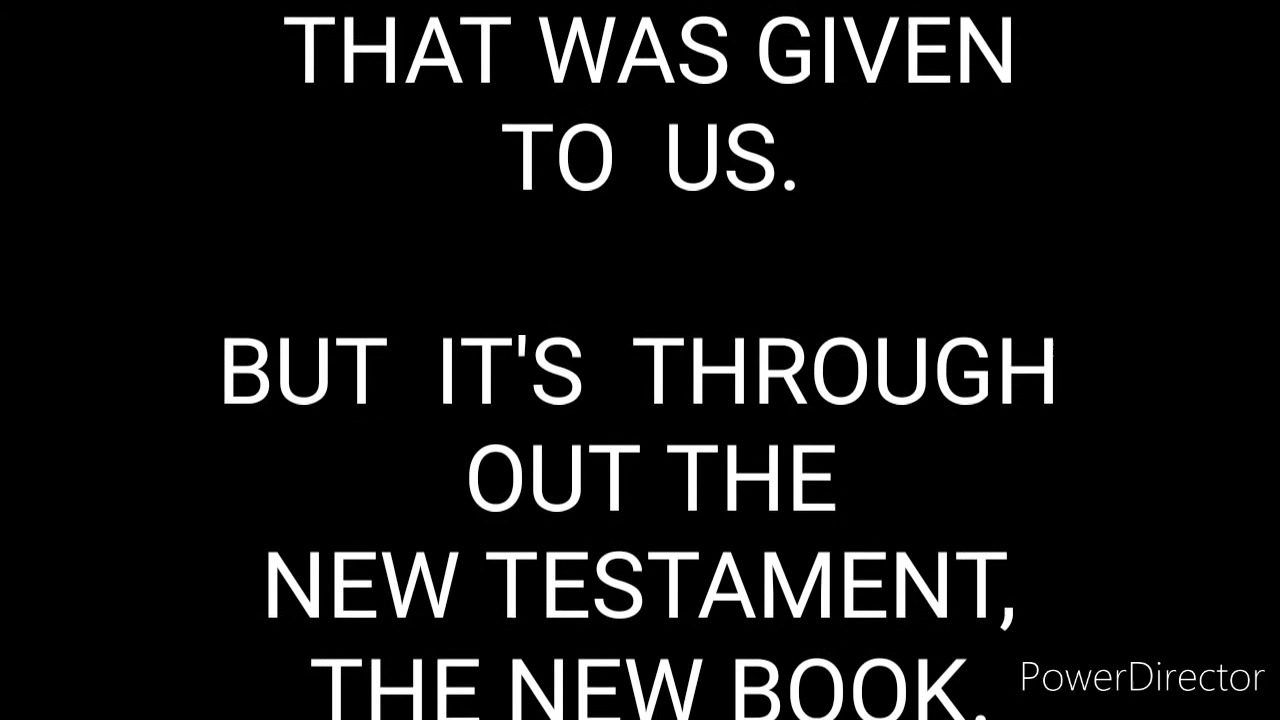 THAT WAS GIVEN
TO US.
BUT IT'S THROUGH
OUT THE
NEW TESTAMENT,
THE NEW BOOK.
PowerDirector